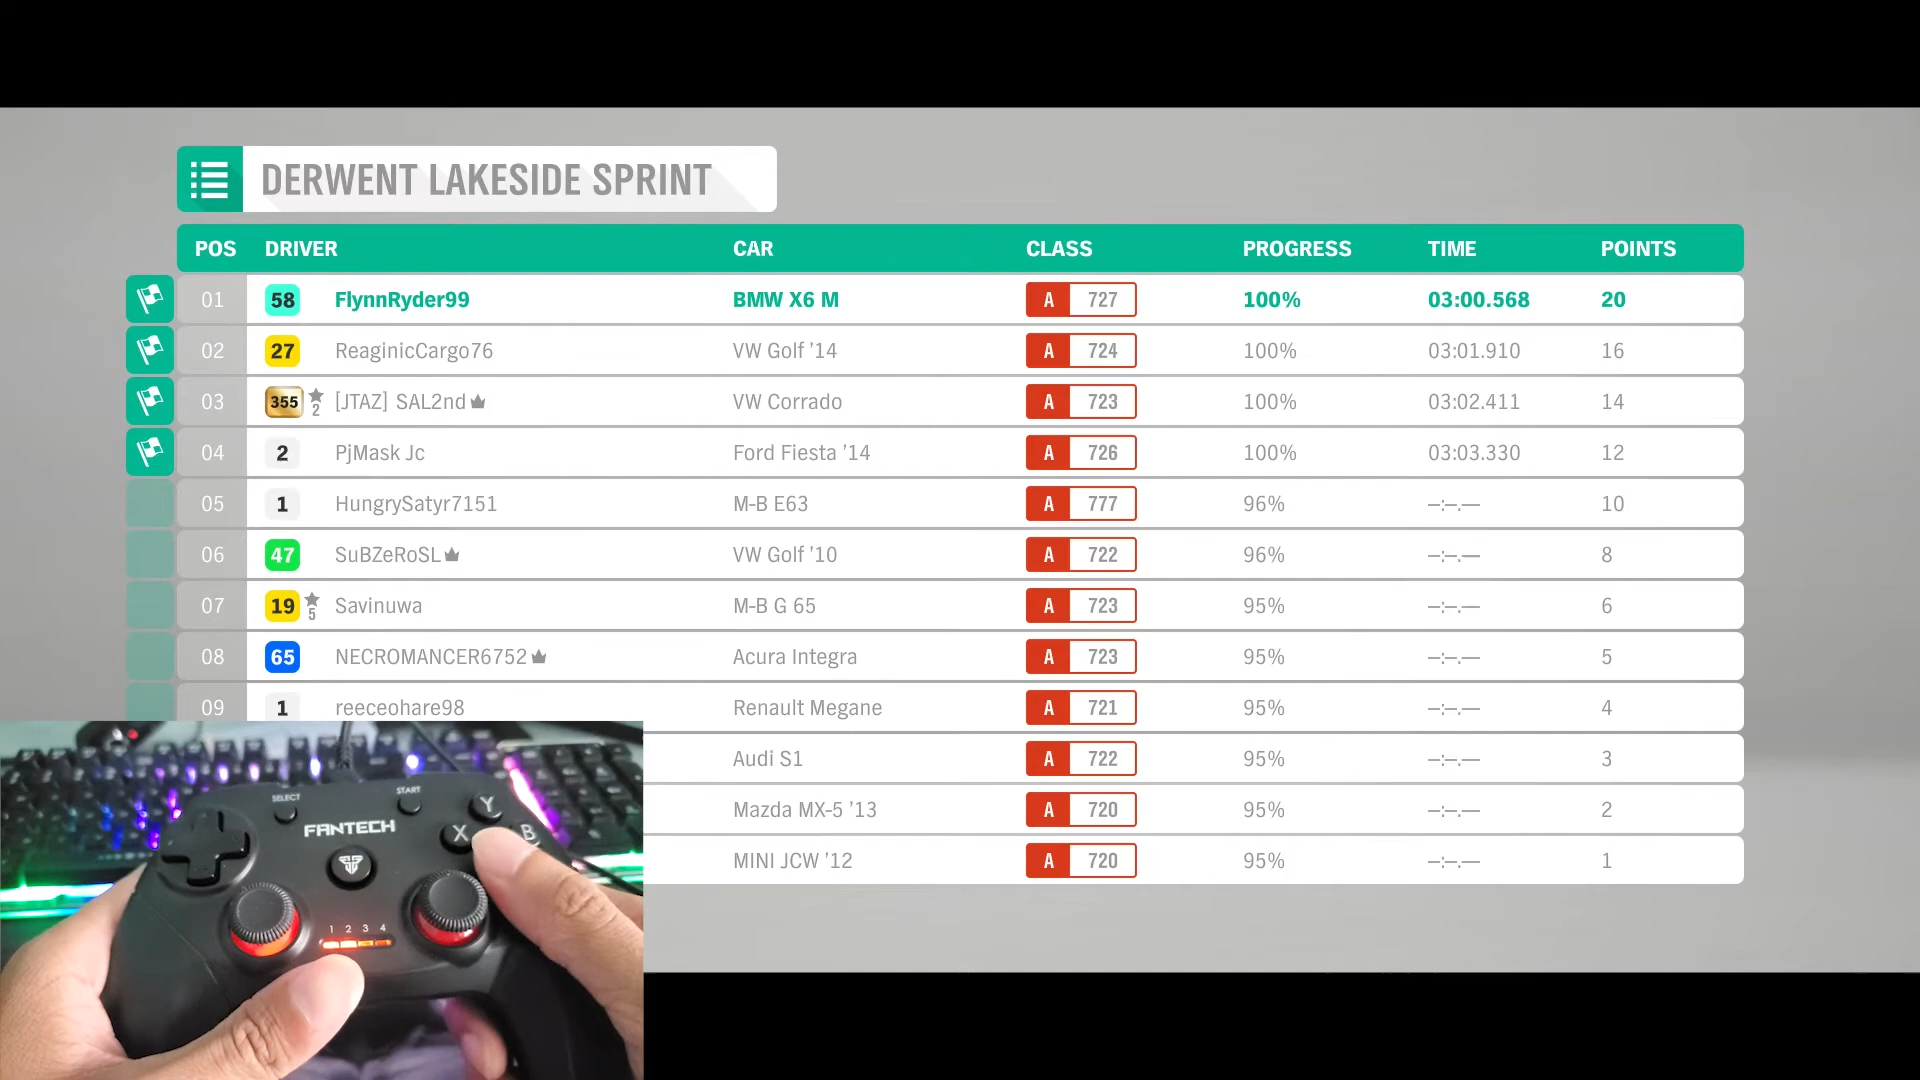 DERWENT LAKESIDE SPRINT
POS DRIVER CAR CLASS PROGRESS TIME POINTS
01 58 FlynnRyder99 BMW X6 M A 727 100% 03:00.568 20
02 27 ReaginicCargo76 VW Golf '14 A 724 100% 03:01.910 16
03 355 2 [JTAZ] SAL2nd VW Corrado A 723 100% 03:02.411 14
04 2 PjMask Jc Ford Fiesta '14 A 726 100% 03:03.330 12
05 1 HungrySatyr7151 M-B E63 A 777 96% –:–.–– 10
06 47 SuBZeRoSL VW Golf '10 A 722 96% –:–.–– 8
07 19 5 Savinuwa M-B G 65 A 723 95% –:–.–– 6
08 65 NECROMANCER6752 Acura Integra A 723 95% –:–.–– 5
09 1 reeceohare98 Renault Megane A 721 95% –:–.–– 4
Audi S1 A 722 95% –:–.–– 3
Mazda MX-5 '13 A 720 95% –:–.–– 2
MINI JCW '12 A 720 95% –:–.–– 1
SELECT START
FANTECH
Y
X B
1 2 3 4